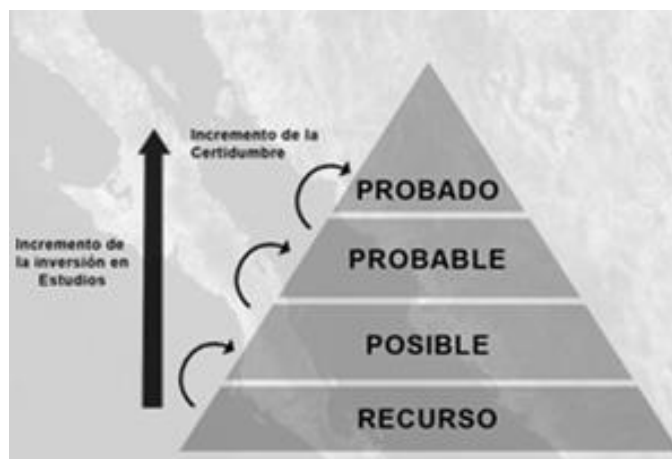 Incremento de la
Certidumbre
PROBADO
Incremento de
la inversión en
Estudios
PROBABLE
POSIBLE
RECURSO